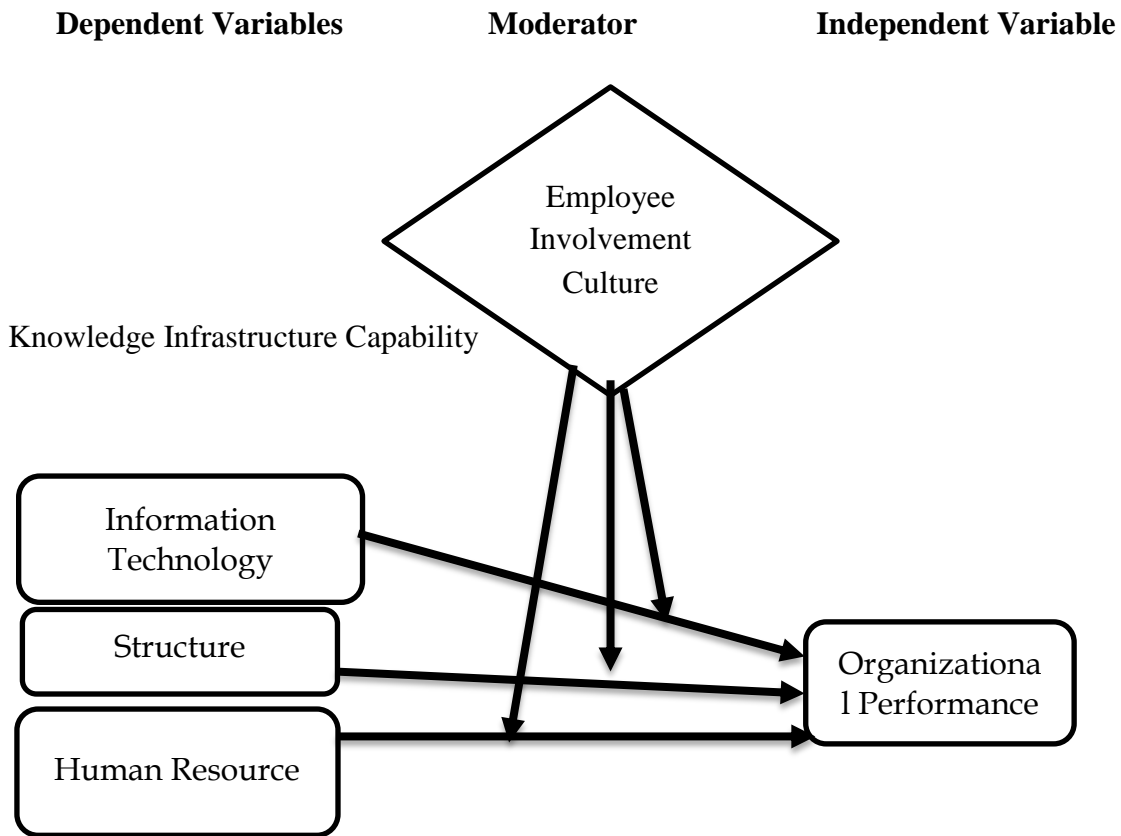 Dependent Variables Moderator Independent Variable
Employee
Involvement
Culture
Knowledge Infrastructure Capability
Information
Technology
Structure
Human Resource
Organizationa
l Performance